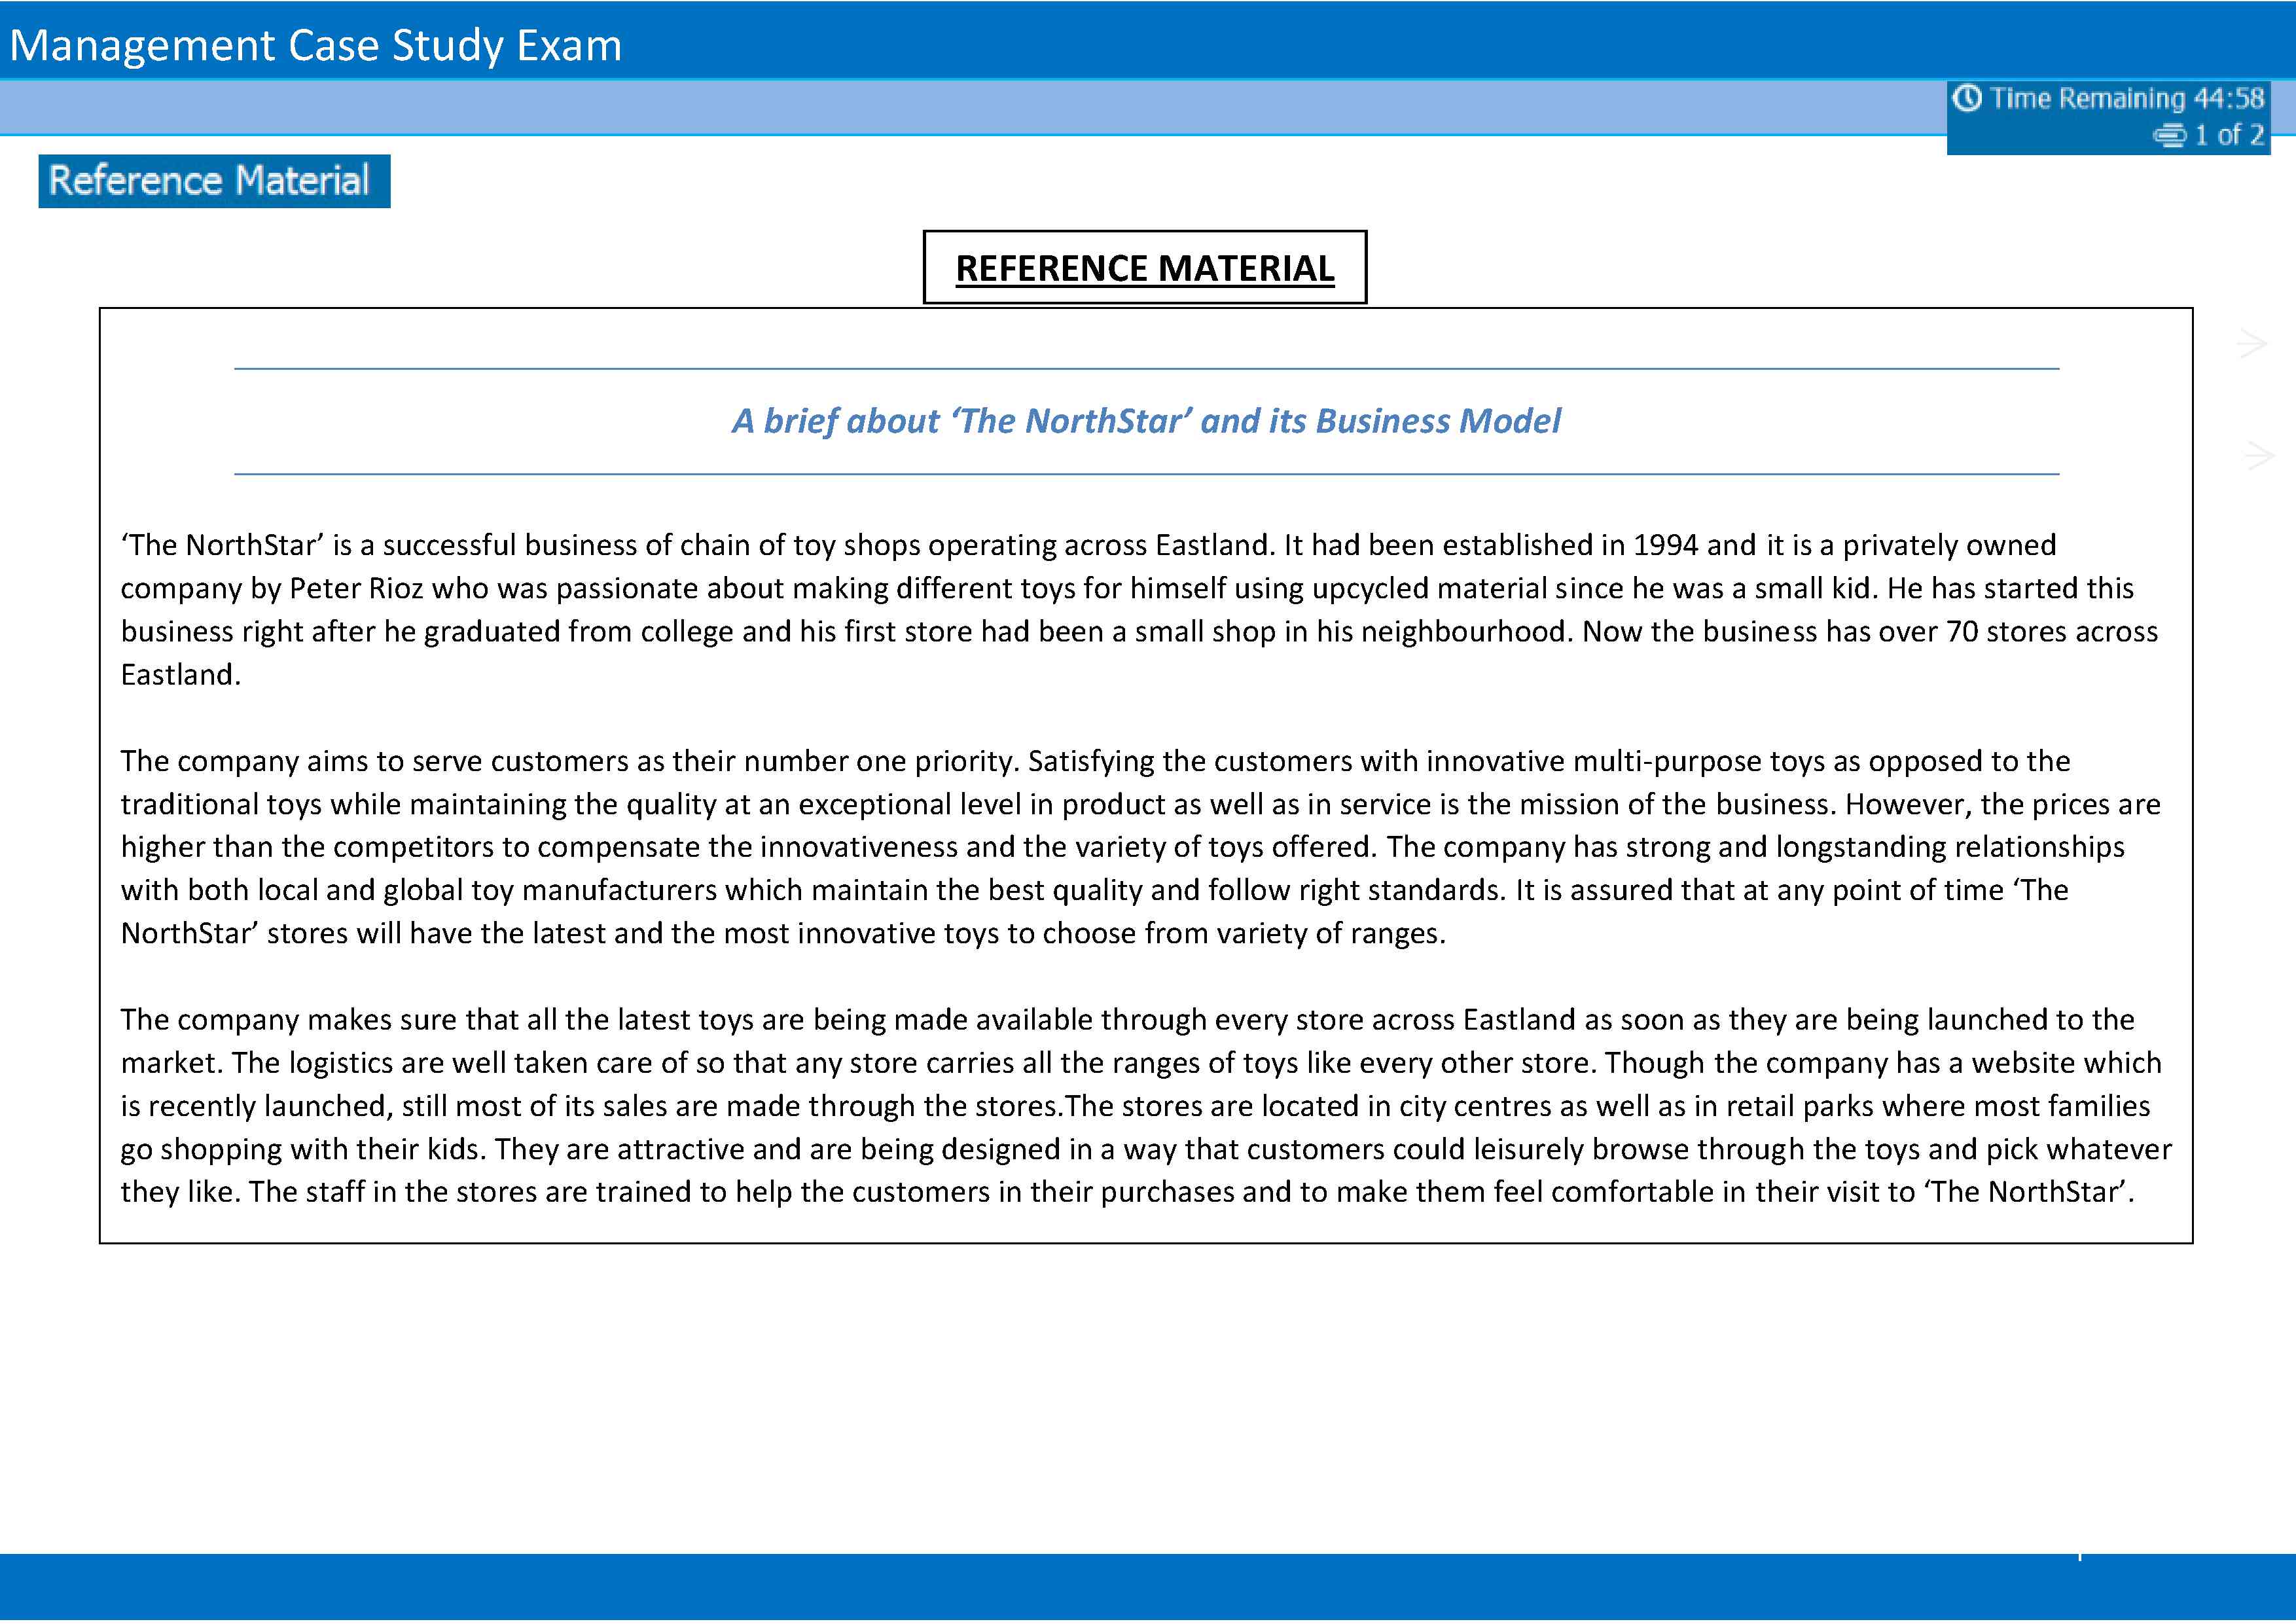 Management Case Study Exam
Time Remaining 44:58
1 of 2
Reference Material
REFERENCE MATERIAL
A brief about ‘The NorthStar’ and its Business Model
‘The NorthStar’ is a successful business of chain of toy shops operating across Eastland. It had been established in 1994 and it is a privately owned
company by Peter Rioz who was passionate about making different toys for himself using upcycled material since he was a small kid. He has started this
business right after he graduated from college and his first store had been a small shop in his neighbourhood. Now the business has over 70 stores across
Eastland.
The company aims to serve customers as their number one priority. Satisfying the customers with innovative multi-purpose toys as opposed to the
traditional toys while maintaining the quality at an exceptional level in product as well as in service is the mission of the business. However, the prices are
higher than the competitors to compensate the innovativeness and the variety of toys offered. The company has strong and longstanding relationships
with both local and global toy manufacturers which maintain the best quality and follow right standards. It is assured that at any point of time ‘The
NorthStar’ stores will have the latest and the most innovative toys to choose from variety of ranges.
The company makes sure that all the latest toys are being made available through every store across Eastland as soon as they are being launched to the
market. The logistics are well taken care of so that any store carries all the ranges of toys like every other store. Though the company has a website which
is recently launched, still most of its sales are made through the stores.The stores are located in city centres as well as in retail parks where most families
go shopping with their kids. They are attractive and are being designed in a way that customers could leisurely browse through the toys and pick whatever
they like. The staff in the stores are trained to help the customers in their purchases and to make them feel comfortable in their visit to ‘The NorthStar’.